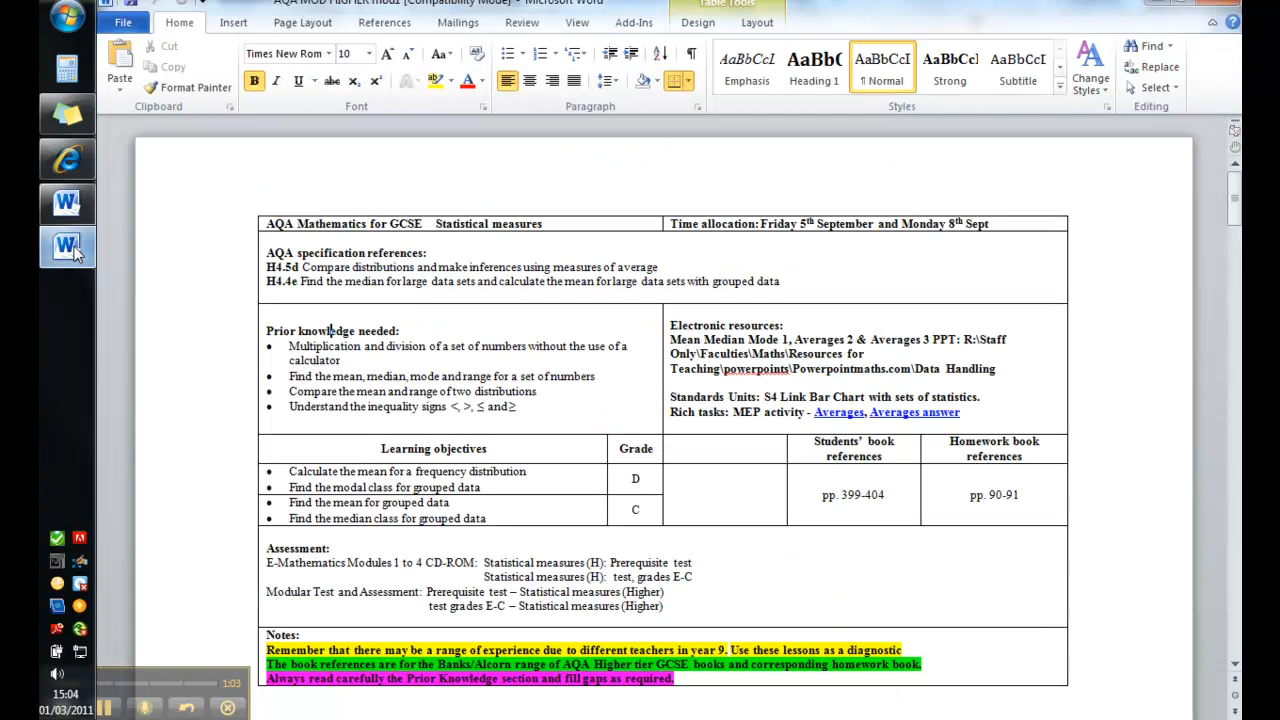 AQA MOD HIGHER mod1 [Compatibility Mode] - Microsoft Word
Table Tools
File Home Insert Page Layout References Mailings Review View Add-Ins Design Layout
Cut
Copy
Format Painter
Paste
Clipboard
Times New Rom 10
Font
Paragraph
AaBbCcI AaBbC AaBbCcI AaBbCcI AaBbCcI
Emphasis Heading 1 ¶ Normal Strong Subtitle
Change Styles
Styles
Find
Replace
Select
Editing
AQA Mathematics for GCSE Statistical measures
Time allocation: Friday 5th September and Monday 8th Sept
AQA specification references:
H4.5d Compare distributions and make inferences using measures of average
H4.4e Find the median for large data sets and calculate the mean for large data sets with grouped data
Prior knowledge needed:
• Multiplication and division of a set of numbers without the use of a
calculator
• Find the mean, median, mode and range for a set of numbers
• Compare the mean and range of two distributions
• Understand the inequality signs <, >, ≤ and ≥
Electronic resources:
Mean Median Mode 1, Averages 2 & Averages 3 PPT: R:\Staff
Only\Faculties\Maths\Resources for
Teaching\powerpoints\Powerpointmaths.com\Data Handling
Standards Units: S4 Link Bar Chart with sets of statistics.
Rich tasks: MEP activity - Averages, Averages answer
Learning objectives
Grade
Students' book
references
Homework book
references
• Calculate the mean for a frequency distribution
• Find the modal class for grouped data
D
• Find the mean for grouped data
• Find the median class for grouped data
C
pp. 399-404
pp. 90-91
Assessment:
E-Mathematics Modules 1 to 4 CD-ROM: Statistical measures (H): Prerequisite test
Statistical measures (H): test, grades E-C
Modular Test and Assessment: Prerequisite test – Statistical measures (Higher)
test grades E-C – Statistical measures (Higher)
Notes:
Remember that there may be a range of experience due to different teachers in year 9. Use these lessons as a diagnostic
The book references are for the Banks/Alcorn range of AQA Higher tier GCSE books and corresponding homework book.
Always read carefully the Prior Knowledge section and fill gaps as required.
1:03
15:04
01/03/2011